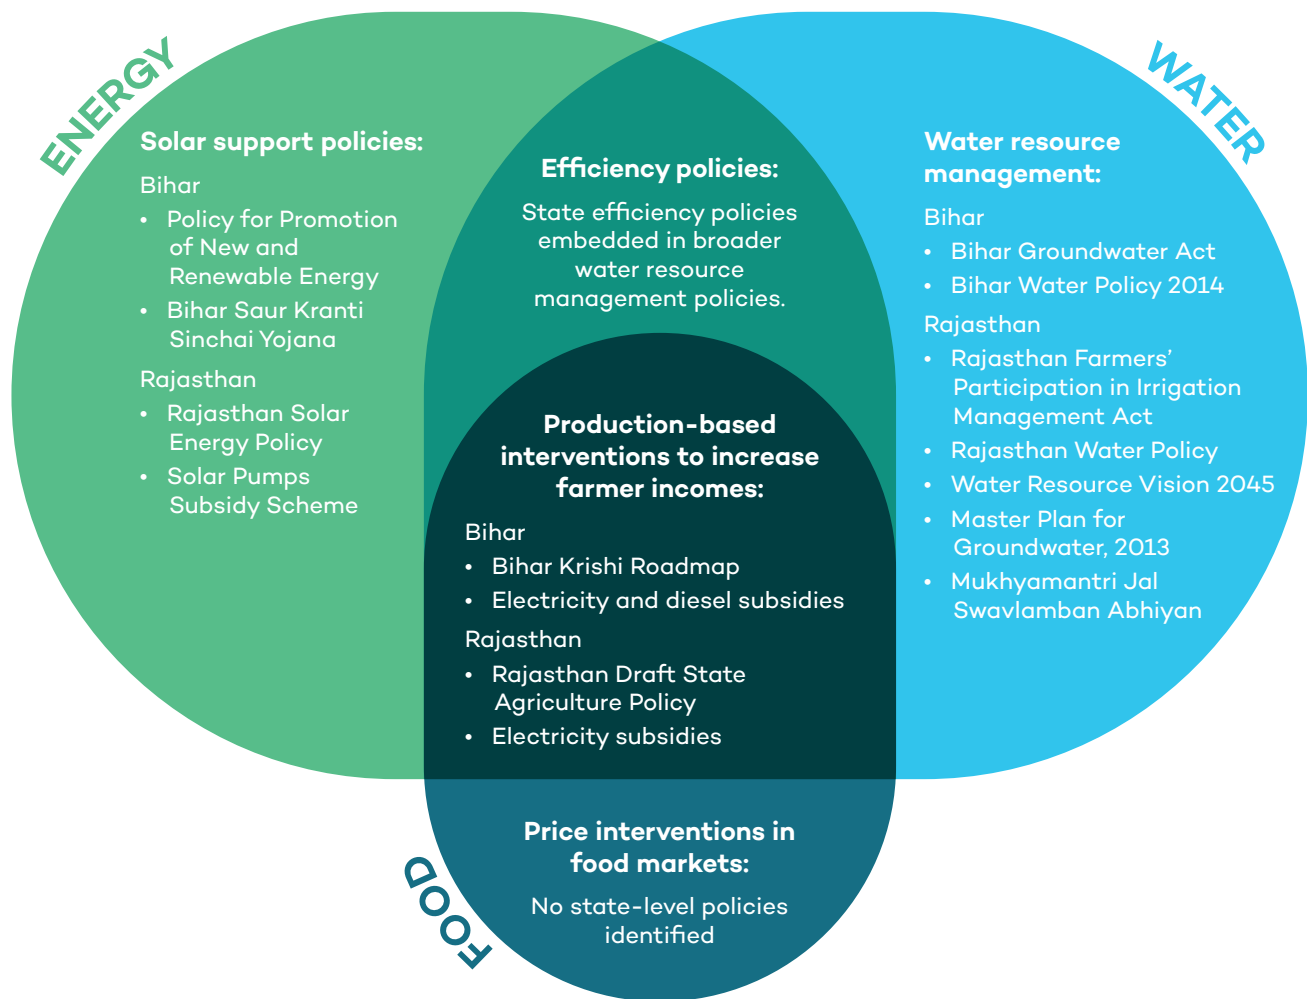 ENERGY
Solar support policies:
Bihar
• Policy for Promotion
of New and
Renewable Energy
• Bihar Saur Kranti
Sinchai Yojana
Rajasthan
• Rajasthan Solar
Energy Policy
• Solar Pumps
Subsidy Scheme
Efficiency policies:
State efficiency policies
embedded in broader
water resource
management policies.
WATER
Water resource
management:
Bihar
• Bihar Groundwater Act
• Bihar Water Policy 2014
Rajasthan
• Rajasthan Farmers’
Participation in Irrigation
Management Act
• Rajasthan Water Policy
• Water Resource Vision 2045
• Master Plan for
Groundwater, 2013
• Mukhyamantri Jal
Swavlamban Abhiyan
Production-based
interventions to increase
farmer incomes:
Bihar
• Bihar Krishi Roadmap
• Electricity and diesel subsidies
Rajasthan
• Rajasthan Draft State
Agriculture Policy
• Electricity subsidies
FOOD
Price interventions in
food markets:
No state-level policies
identified